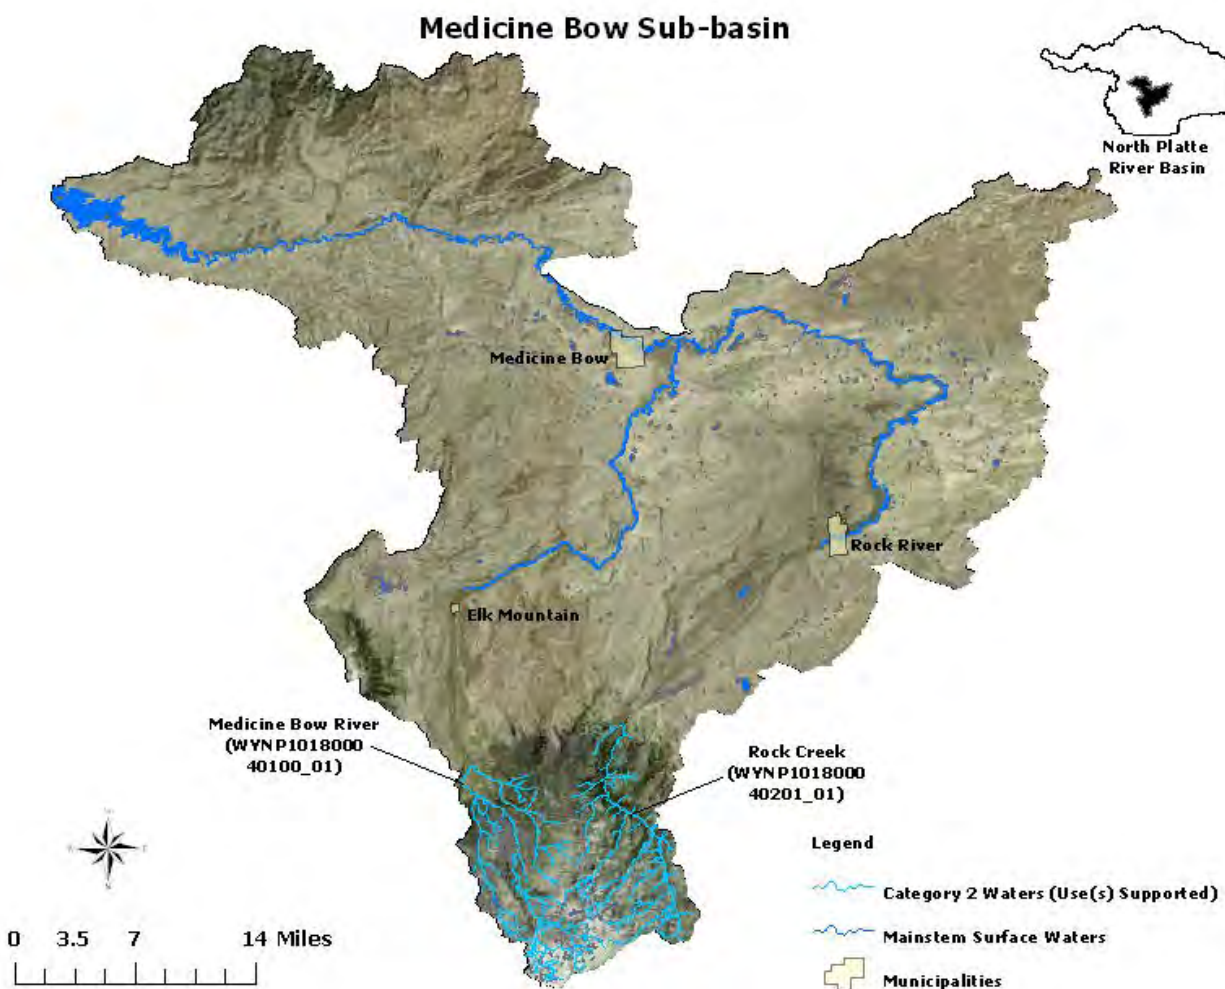 Medicine Bow Sub-basin
North Platte
River Basin
Medicine Bow
Rock River
Elk Mountain
Medicine Bow River
(WYNP1018000
40100_01)
Rock Creek
(WYNP1018000
40201_01)
Legend
Category 2 Waters (Use(s) Supported)
Mainstem Surface Waters
Municipalities
0 3.5 7 14 Miles